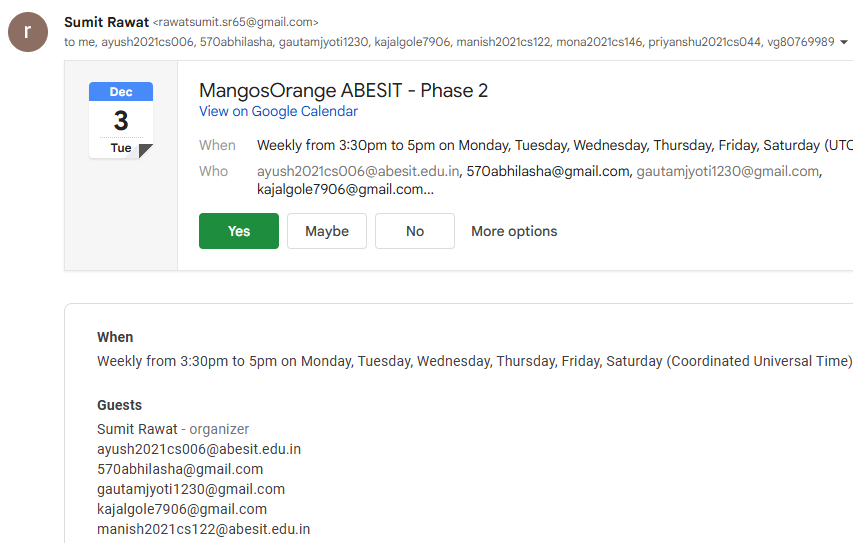 r
Sumit Rawat <rawatsumit.sr65@gmail.com>
to me, ayush2021cs006, 570abhilasha, gautamjyoti1230, kajalgole7906, manish2021cs122, mona2021cs146, priyanshu2021cs044, vg80769989
Dec
3
Tue
MangosOrange ABESIT - Phase 2
View on Google Calendar
When Weekly from 3:30pm to 5pm on Monday, Tuesday, Wednesday, Thursday, Friday, Saturday (UTC
Who ayush2021cs006@abesit.edu.in, 570abhilasha@gmail.com, gautamjyoti1230@gmail.com,
kajalgole7906@gmail.com...
Yes Maybe No More options
When
Weekly from 3:30pm to 5pm on Monday, Tuesday, Wednesday, Thursday, Friday, Saturday (Coordinated Universal Time)
Guests
Sumit Rawat - organizer
ayush2021cs006@abesit.edu.in
570abhilasha@gmail.com
gautamjyoti1230@gmail.com
kajalgole7906@gmail.com
manish2021cs122@abesit.edu.in